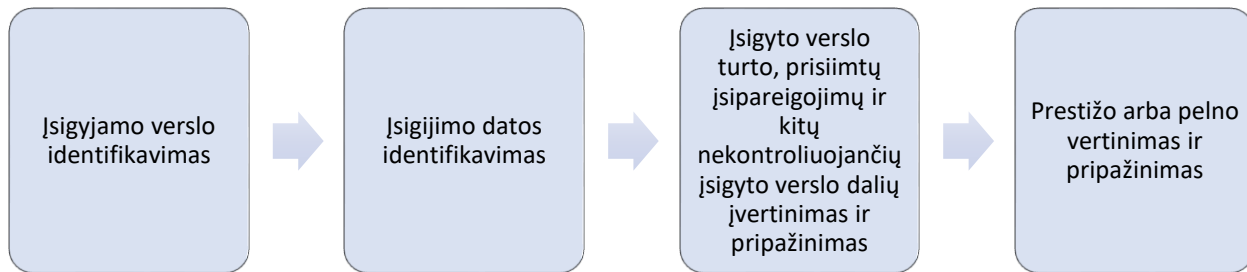 Įsigyjamo verslo
identifikavimas
Įsigijimo datos
identifikavimas
Įsigyto verslo
turto, prisiimtų
įsipareigojimų ir
kitų
nekontroliuojančių
įsigyto verslo dalių
įvertinimas ir
pripažinimas
Prestižo arba pelno
vertinimas ir
pripažinimas